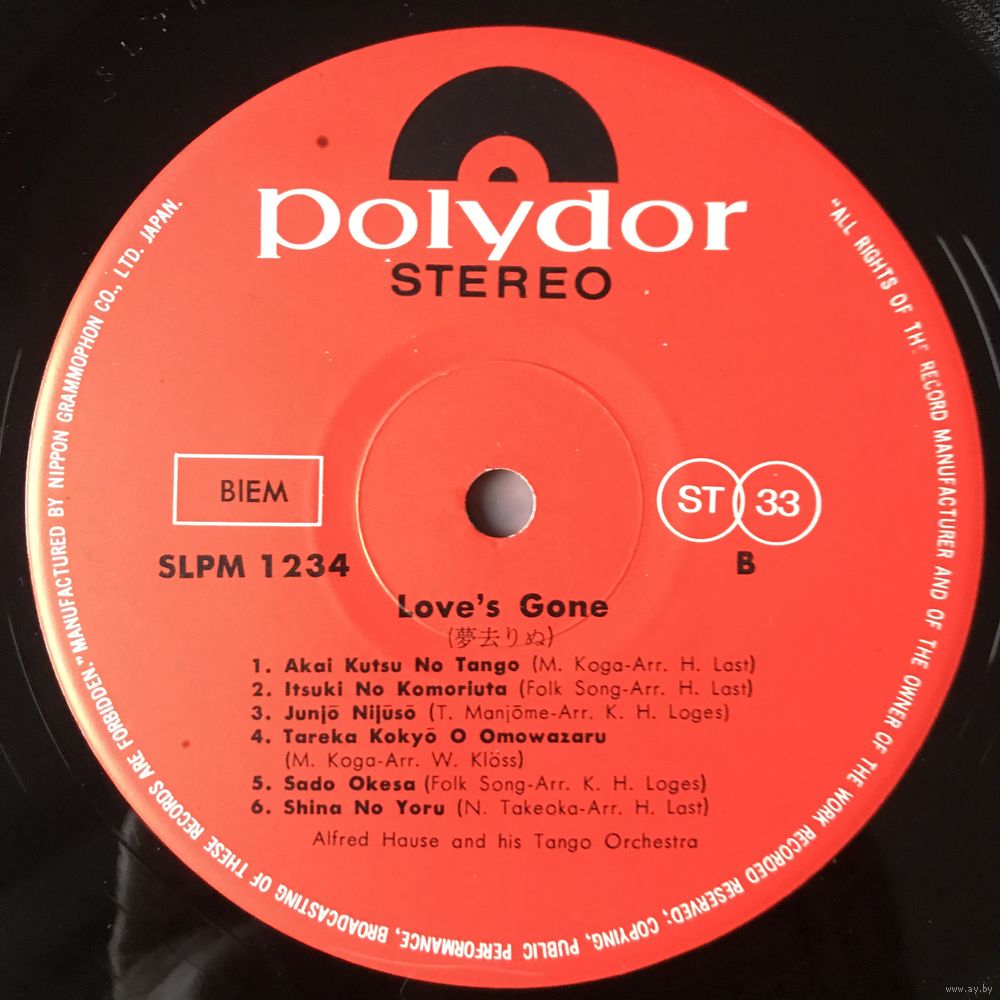 polydor
STEREO
BIEM
ST 33
SLPM 1234
B
Love's Gone
(夢去りぬ)
1. Akai Kutsu No Tango (M. Koga-Arr. H. Last)
2. Itsuki No Komoriuta (Folk Song-Arr. H. Last)
3. Junjō Nijūsō (T. Manjōme-Arr. K. H. Loges)
4. Tareka Kokyō O Omowazaru
(M. Koga-Arr. W. Klöss)
5. Sado Okesa (Folk Song-Arr. K. H. Loges)
6. Shina No Yoru (N. Takeoka-Arr. H. Last)
Alfred Hause and his Tango Orchestra
"ALL RIGHTS OF THE RECORD MANUFACTURER AND OF THE OWNER OF THE WORK RECORDED RESERVED; COPYING, PUBLIC PERFORMANCE, BROADCASTING OF THESE RECORDS ARE FORBIDDEN." MANUFACTURED BY NIPPON GRAMMOPHON CO., LTD. JAPAN.
www.ay.by